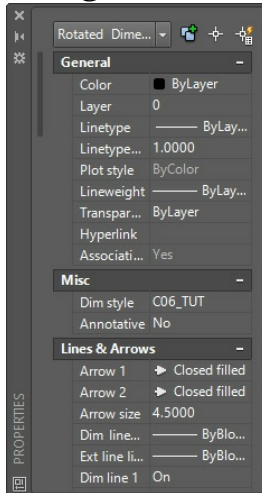 Rotated Dime...
General
Color ByLayer
Layer 0
Linetype ByLay...
Linetype... 1.0000
Plot style ByColor
Lineweight ByLay...
Transpar... ByLayer
Hyperlink
Associati... Yes
Misc
Dim style C06_TUT
Annotative No
Lines & Arrows
Arrow 1 Closed filled
Arrow 2 Closed filled
Arrow size 4.5000
Dim line... ByBlo...
Ext line li... ByBlo...
Dim line 1 On
PROPERTIES